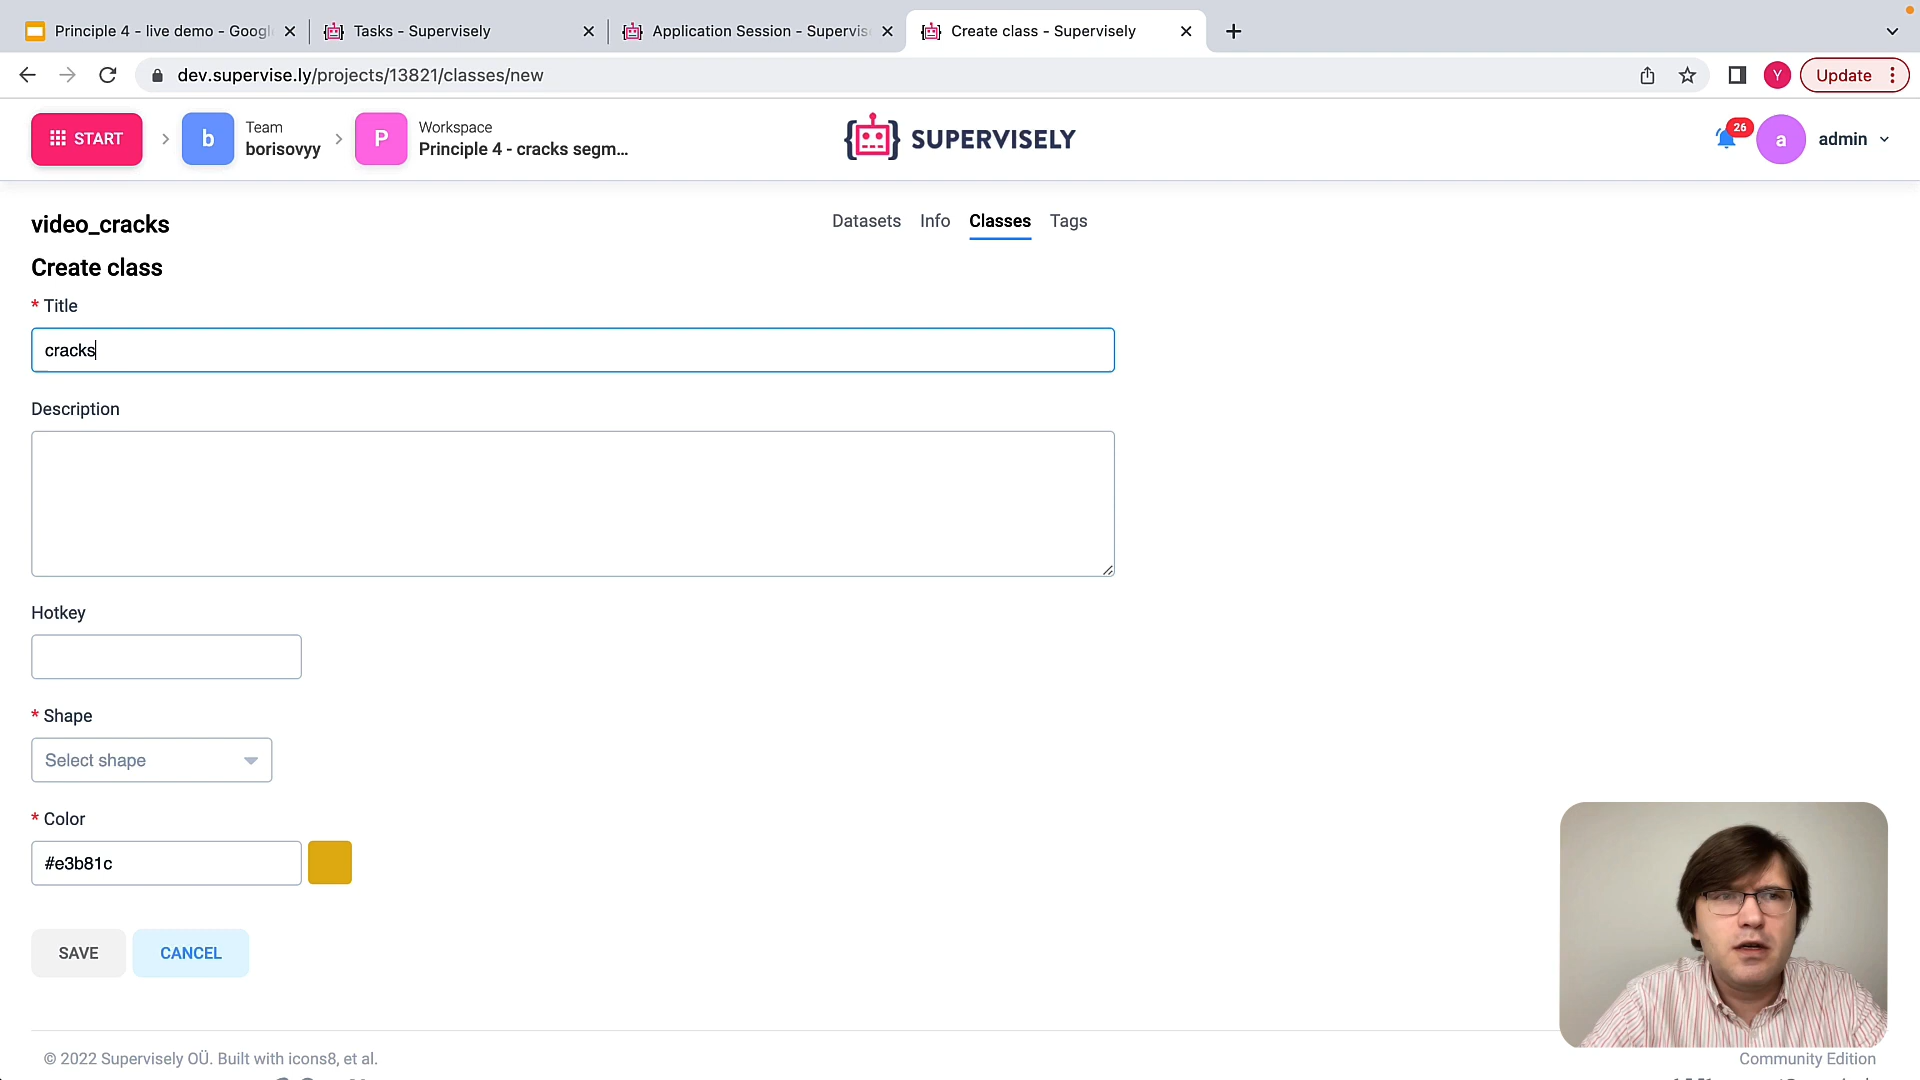 Principle 4 - live demo - Googl
Tasks - Supervisely
Application Session - Supervis
Create class - Supervisely
dev.supervise.ly/projects/13821/classes/new
Y
Update
START
b
Team
borisovyy
P
Workspace
Principle 4 - cracks segm...
SUPERVISELY
26
a
admin
video_cracks
Datasets
Info
Classes
Tags
Create class
* Title
cracks
Description
Hotkey
* Shape
Select shape
* Color
#e3b81c
SAVE
CANCEL
© 2022 Supervisely OÜ. Built with icons8, et al.
Community Edition